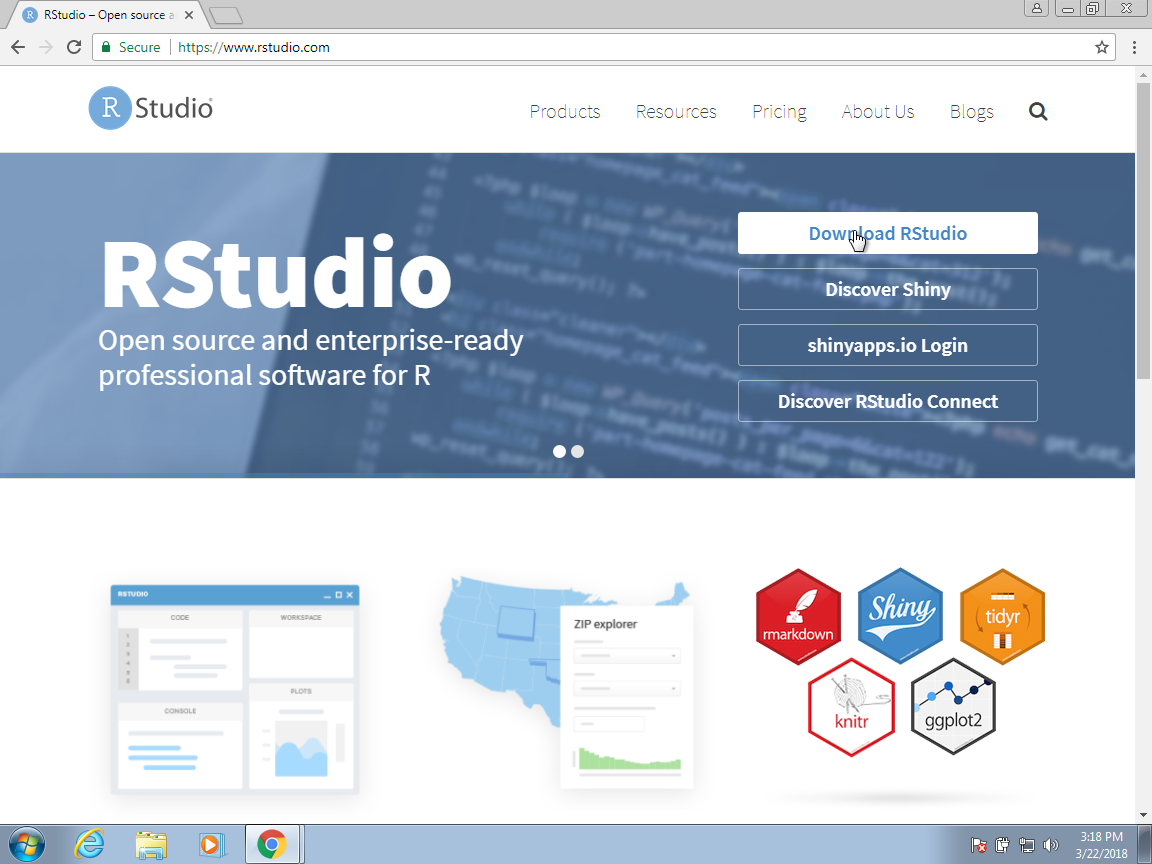 RStudio – Open source a
Secure
https://www.rstudio.com
R Studio
Products
Resources
Pricing
About Us
Blogs
RStudio
Open source and enterprise-ready
professional software for R
Download RStudio
Discover Shiny
shinyapps.io Login
Discover RStudio Connect
RSTUDIO
CODE
WORKSPACE
CONSOLE
PLOTS
ZIP explorer
rmarkdown
Shiny
tidyr
knitr
ggplot2
3:18 PM
3/22/2018